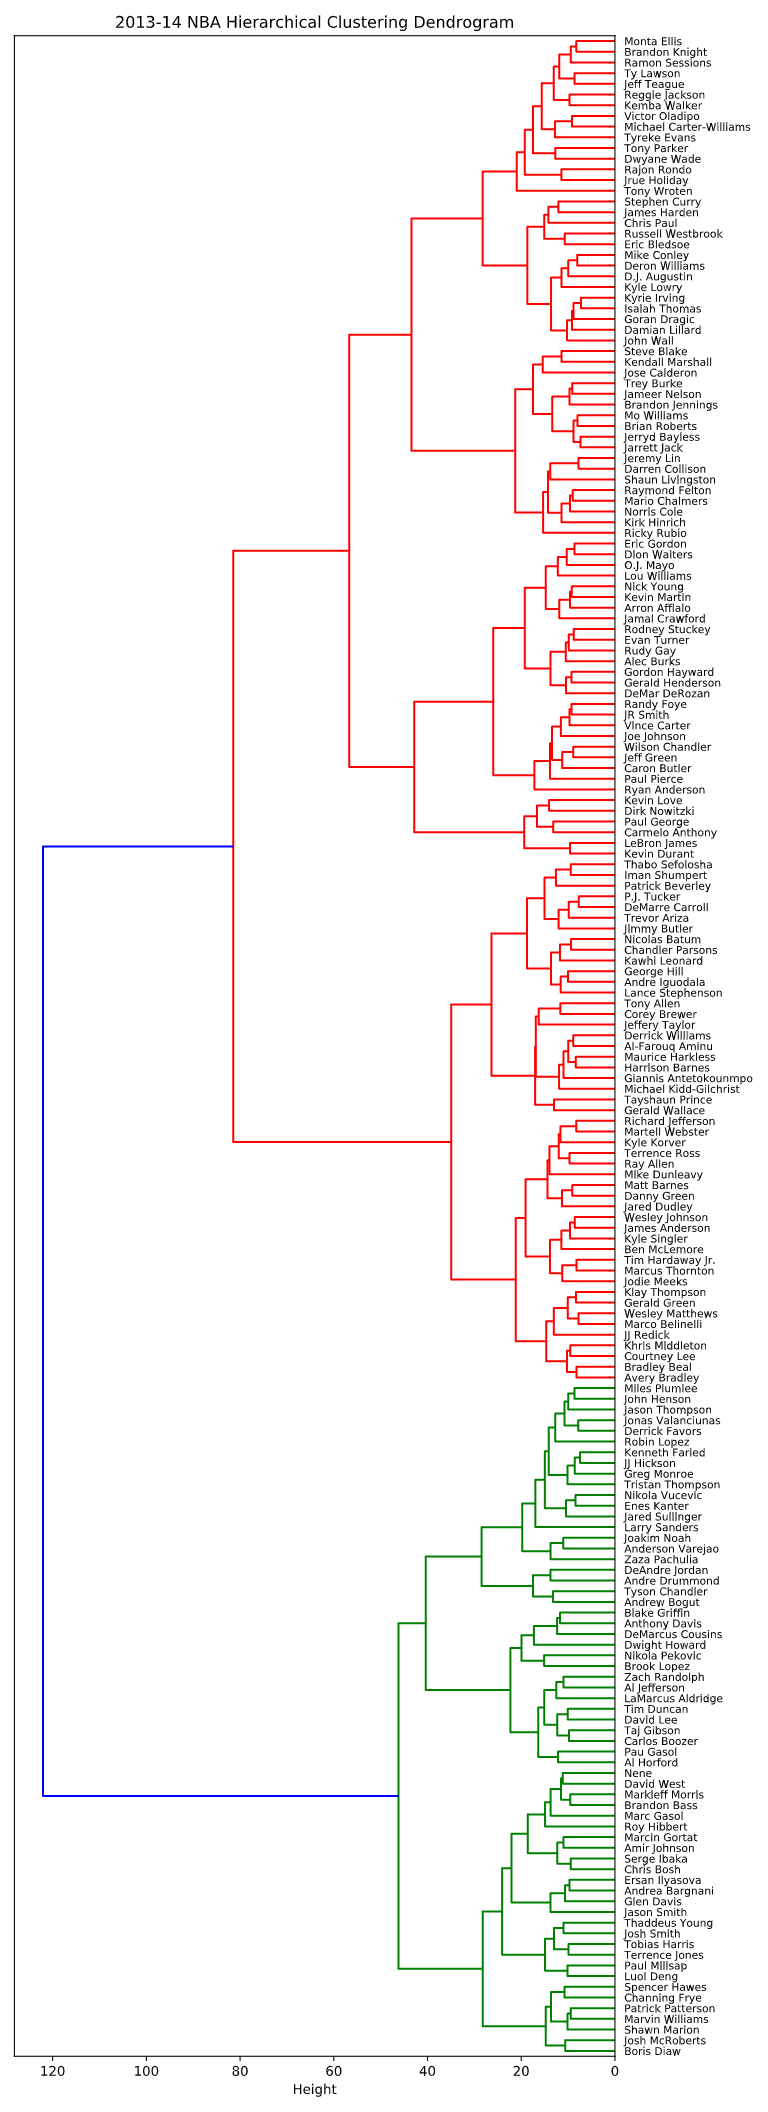 2013-14 NBA Hierarchical Clustering Dendrogram
Monta Ellis
Brandon Knight
Ramon Sessions
Ty Lawson
Jeff Teague
Reggie Jackson
Kemba Walker
Victor Oladipo
Michael Carter-Williams
Tyreke Evans
Tony Parker
Dwyane Wade
Rajon Rondo
Jrue Holiday
Tony Wroten
Stephen Curry
James Harden
Chris Paul
Russell Westbrook
Eric Bledsoe
Mike Conley
Deron Williams
D.J. Augustin
Kyle Lowry
Kyrie Irving
Isaiah Thomas
Goran Dragic
Damian Lillard
John Wall
Steve Blake
Kendall Marshall
Jose Calderon
Trey Burke
Jameer Nelson
Brandon Jennings
Mo Williams
Brian Roberts
Jerryd Bayless
Jarrett Jack
Jeremy Lin
Darren Collison
Shaun Livingston
Raymond Felton
Mario Chalmers
Norris Cole
Kirk Hinrich
Ricky Rubio
Eric Gordon
Dion Waiters
O.J. Mayo
Lou Williams
Nick Young
Kevin Martin
Arron Afflalo
Jamal Crawford
Rodney Stuckey
Evan Turner
Rudy Gay
Alec Burks
Gordon Hayward
Gerald Henderson
DeMar DeRozan
Randy Foye
JR Smith
Vince Carter
Joe Johnson
Wilson Chandler
Jeff Green
Caron Butler
Paul Pierce
Ryan Anderson
Kevin Love
Dirk Nowitzki
Paul George
Carmelo Anthony
LeBron James
Kevin Durant
Thabo Sefolosha
Iman Shumpert
Patrick Beverley
P.J. Tucker
DeMarre Carroll
Trevor Ariza
Jimmy Butler
Nicolas Batum
Chandler Parsons
Kawhi Leonard
George Hill
Andre Iguodala
Lance Stephenson
Tony Allen
Corey Brewer
Jeffery Taylor
Derrick Williams
Al-Farouq Aminu
Maurice Harkless
Harrison Barnes
Giannis Antetokounmpo
Michael Kidd-Gilchrist
Tayshaun Prince
Gerald Wallace
Richard Jefferson
Martell Webster
Kyle Korver
Terrence Ross
Ray Allen
Mike Dunleavy
Matt Barnes
Danny Green
Jared Dudley
Wesley Johnson
James Anderson
Kyle Singler
Ben McLemore
Tim Hardaway Jr.
Marcus Thornton
Jodie Meeks
Klay Thompson
Gerald Green
Wesley Matthews
Marco Belinelli
JJ Redick
Khris Middleton
Courtney Lee
Bradley Beal
Avery Bradley
Miles Plumlee
John Henson
Jason Thompson
Jonas Valanciunas
Derrick Favors
Robin Lopez
Kenneth Faried
JJ Hickson
Greg Monroe
Tristan Thompson
Nikola Vucevic
Enes Kanter
Jared Sullinger
Larry Sanders
Joakim Noah
Anderson Varejao
Zaza Pachulia
DeAndre Jordan
Andre Drummond
Tyson Chandler
Andrew Bogut
Blake Griffin
Anthony Davis
DeMarcus Cousins
Dwight Howard
Nikola Pekovic
Brook Lopez
Zach Randolph
Al Jefferson
LaMarcus Aldridge
Tim Duncan
David Lee
Taj Gibson
Carlos Boozer
Pau Gasol
Al Horford
Nene
David West
Markieff Morris
Brandon Bass
Marc Gasol
Roy Hibbert
Marcin Gortat
Amir Johnson
Serge Ibaka
Chris Bosh
Ersan Ilyasova
Andrea Bargnani
Glen Davis
Jason Smith
Thaddeus Young
Josh Smith
Tobias Harris
Terrence Jones
Paul Millsap
Luol Deng
Spencer Hawes
Channing Frye
Patrick Patterson
Marvin Williams
Shawn Marion
Josh McRoberts
Boris Diaw
120 100 80 60 40 20 0
Height